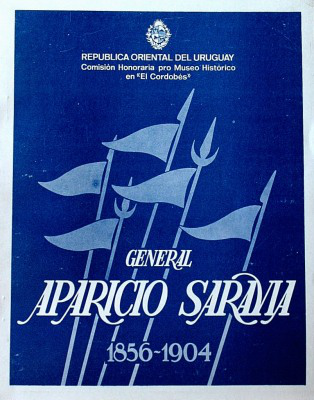 REPUBLICA ORIENTAL DEL URUGUAY
Comisión Honoraria pro Museo Histórico
en "El Cordobés"
GENERAL
APARICIO SARAVIA
1856-1904